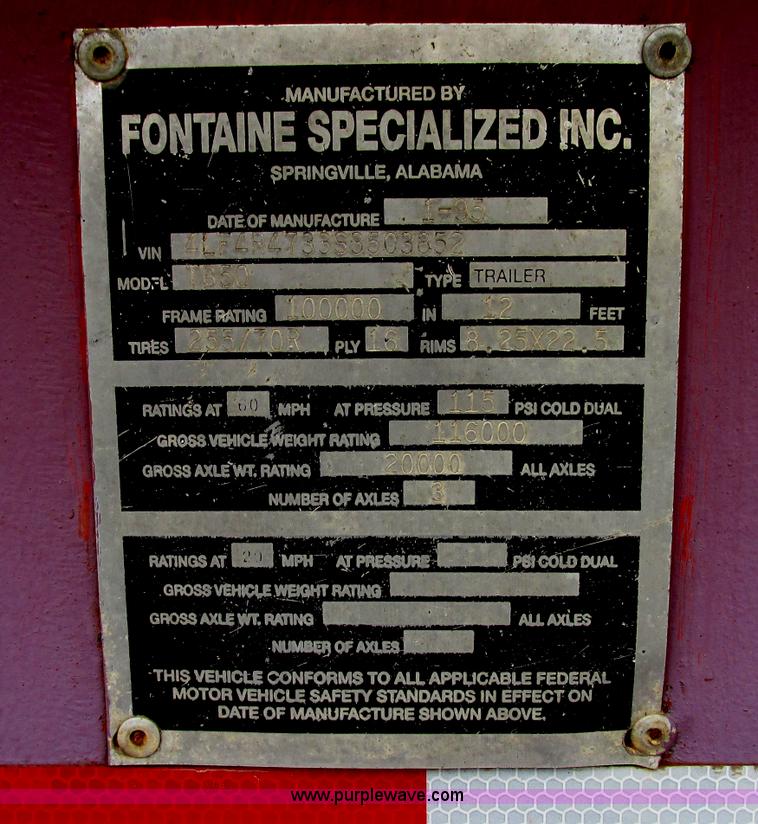 MANUFACTURED BY
FONTAINE SPECIALIZED INC.
SPRINGVILLE, ALABAMA
DATE OF MANUFACTURE 1-95
VIN
MODEL TYPE TRAILER
FRAME RATING 100000 IN 12 FEET
TIRES 255/70R PLY 16 RIMS 8.25X22.5
RATINGS AT 60 MPH AT PRESSURE 115 PSI COLD DUAL
GROSS VEHICLE WEIGHT RATING 116000
GROSS AXLE WT. RATING 20000 ALL AXLES
NUMBER OF AXLES 3
RATINGS AT 20 MPH AT PRESSURE PSI COLD DUAL
GROSS VEHICLE WEIGHT RATING
GROSS AXLE WT. RATING ALL AXLES
NUMBER OF AXLES
THIS VEHICLE CONFORMS TO ALL APPLICABLE FEDERAL
MOTOR VEHICLE SAFETY STANDARDS IN EFFECT ON
DATE OF MANUFACTURE SHOWN ABOVE.
www.purplewave.com